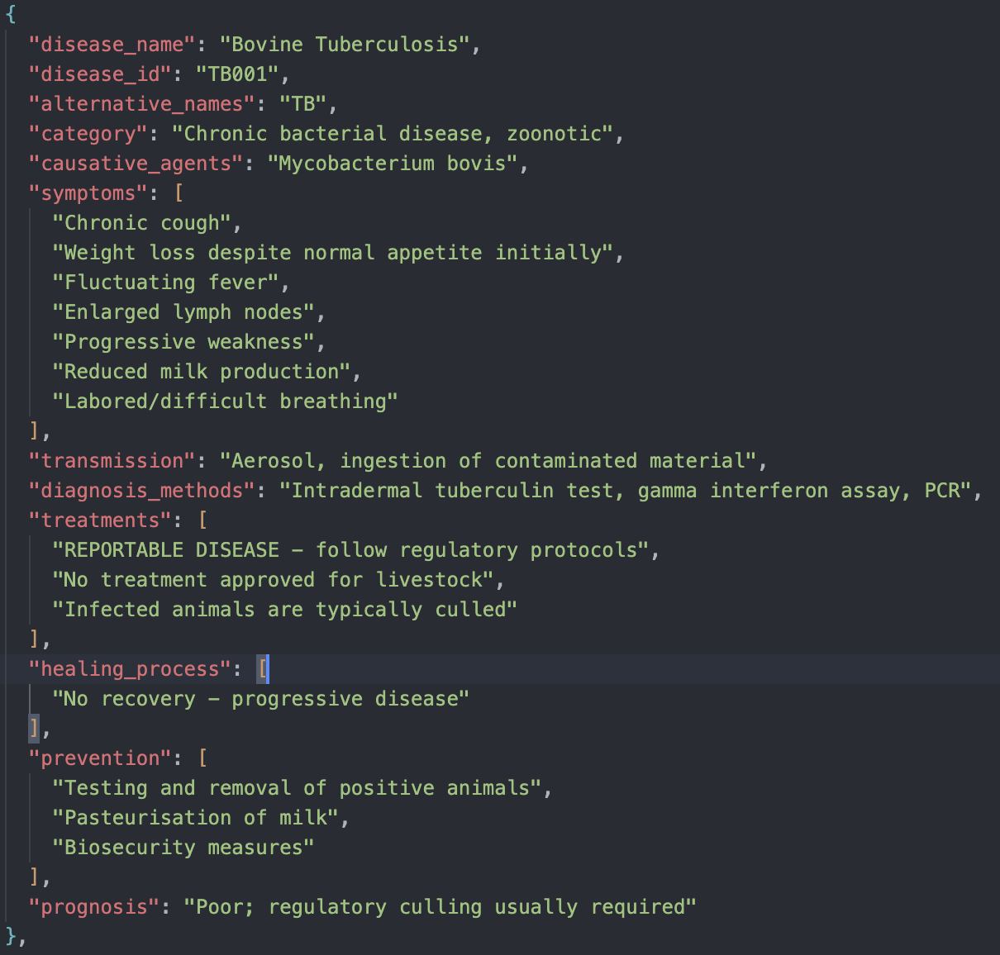 {
"disease_name": "Bovine Tuberculosis",
"disease_id": "TB001",
"alternative_names": "TB",
"category": "Chronic bacterial disease, zoonotic",
"causative_agents": "Mycobacterium bovis",
"symptoms": [
"Chronic cough",
"Weight loss despite normal appetite initially",
"Fluctuating fever",
"Enlarged lymph nodes",
"Progressive weakness",
"Reduced milk production",
"Labored/difficult breathing"
],
"transmission": "Aerosol, ingestion of contaminated material",
"diagnosis_methods": "Intradermal tuberculin test, gamma interferon assay, PCR",
"treatments": [
"REPORTABLE DISEASE – follow regulatory protocols",
"No treatment approved for livestock",
"Infected animals are typically culled"
],
"healing_process": [
"No recovery – progressive disease"
],
"prevention": [
"Testing and removal of positive animals",
"Pasteurisation of milk",
"Biosecurity measures"
],
"prognosis": "Poor; regulatory culling usually required"
},